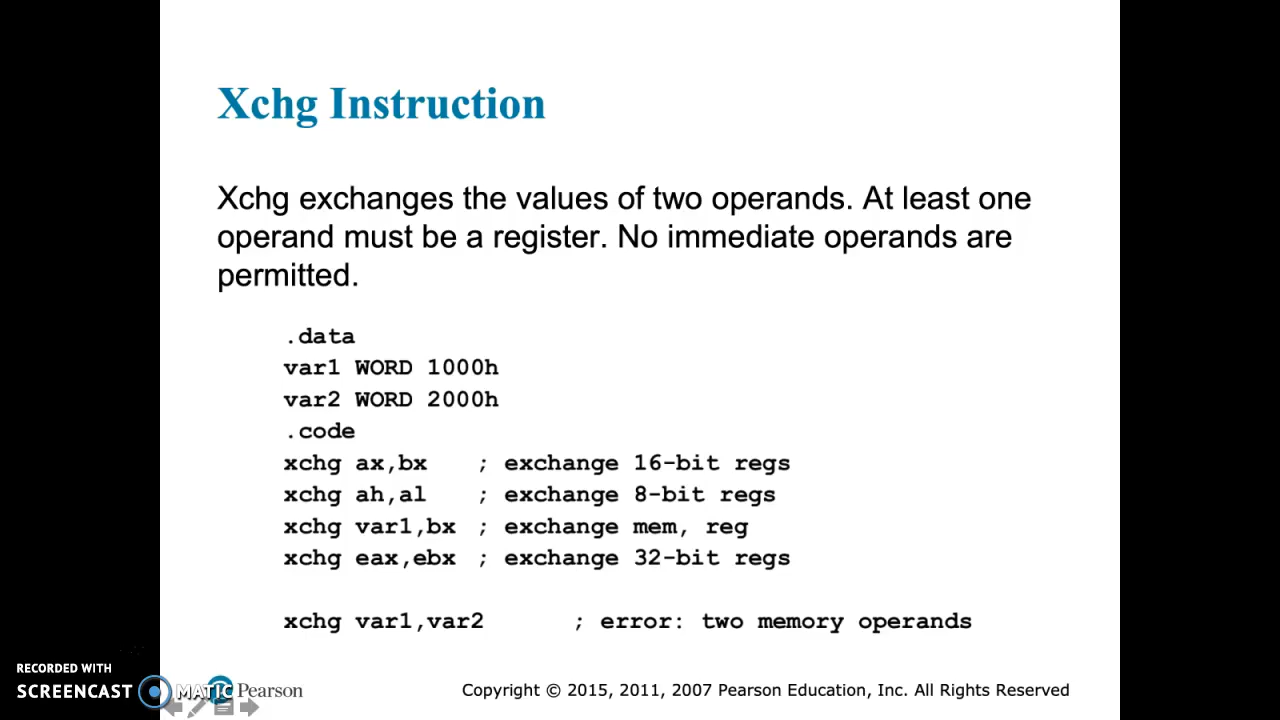 Xchg Instruction
Xchg exchanges the values of two operands. At least one
operand must be a register. No immediate operands are
permitted.
.data
var1 WORD 1000h
var2 WORD 2000h
.code
xchg ax,bx ; exchange 16-bit regs
xchg ah,al ; exchange 8-bit regs
xchg var1,bx ; exchange mem, reg
xchg eax,ebx ; exchange 32-bit regs
xchg var1,var2 ; error: two memory operands
RECORDED WITH
SCREENCAST MATIC
Pearson
Copyright © 2015, 2011, 2007 Pearson Education, Inc. All Rights Reserved